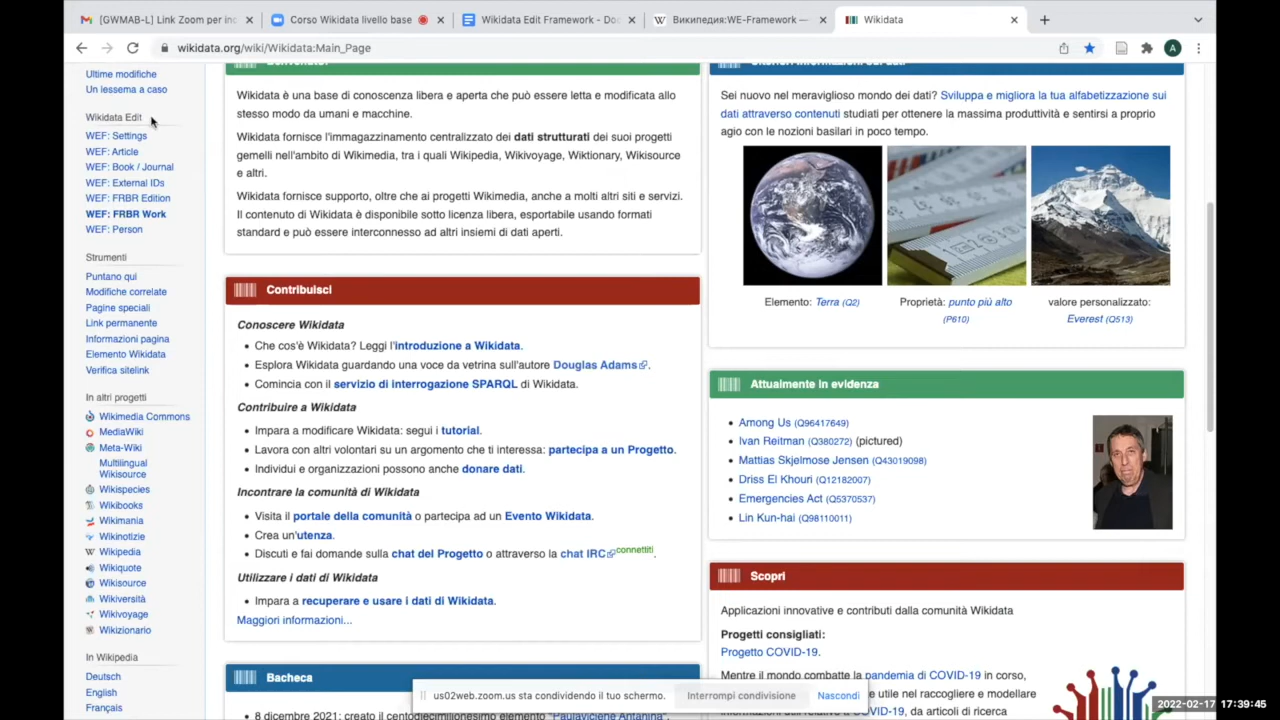 [GWMAB-L] Link Zoom per inc
Corso Wikidata livello base
Wikidata Edit Framework - Doc
Википедия:WE-Framework —
Wikidata
wikidata.org/wiki/Wikidata:Main_Page
A
Ultime modifiche
Un lessema a caso
Wikidata Edit
WEF: Settings
WEF: Article
WEF: Book / Journal
WEF: External IDs
WEF: FRBR Edition
WEF: FRBR Work
WEF: Person
Strumenti
Puntano qui
Modifiche correlate
Pagine speciali
Link permanente
Informazioni pagina
Elemento Wikidata
Verifica sitelink
In altri progetti
Wikimedia Commons
MediaWiki
Meta-Wiki
Multilingual
Wikisource
Wikispecies
Wikibooks
Wikimania
Wikinotizie
Wikipedia
Wikiquote
Wikisource
Wikiversità
Wikivoyage
Wikizionario
In Wikipedia
Deutsch
English
Français
Wikidata è una base di conoscenza libera e aperta che può essere letta e modificata allo
stesso modo da umani e macchine.
Wikidata fornisce l'immagazzinamento centralizzato dei dati strutturati dei suoi progetti
gemelli nell'ambito di Wikimedia, tra i quali Wikipedia, Wikivoyage, Wiktionary, Wikisource
e altri.
Wikidata fornisce supporto, oltre che ai progetti Wikimedia, anche a molti altri siti e servizi.
Il contenuto di Wikidata è disponibile sotto licenza libera, esportabile usando formati
standard e può essere interconnesso ad altri insiemi di dati aperti.
Contribuisci
Conoscere Wikidata
Che cos'è Wikidata? Leggi l'introduzione a Wikidata.
Esplora Wikidata guardando una voce da vetrina sull'autore Douglas Adams.
Comincia con il servizio di interrogazione SPARQL di Wikidata.
Contribuire a Wikidata
Impara a modificare Wikidata: segui i tutorial.
Lavora con altri volontari su un argomento che ti interessa: partecipa a un Progetto.
Individui e organizzazioni possono anche donare dati.
Incontrare la comunità di Wikidata
Visita il portale della comunità o partecipa ad un Evento Wikidata.
Crea un'utenza.
Discuti e fai domande sulla chat del Progetto o attraverso la chat IRC connettiti.
Utilizzare i dati di Wikidata
Impara a recuperare e usare i dati di Wikidata.
Maggiori informazioni...
Bacheca
8 dicembre 2021: creato il centodiecimilionesimo elemento "Paulavičienė Antanina".
Sei nuovo nel meraviglioso mondo dei dati? Sviluppa e migliora la tua alfabetizzazione sui
dati attraverso contenuti studiati per ottenere la massima produttività e sentirsi a proprio
agio con le nozioni basilari in poco tempo.
Elemento: Terra (Q2)
Proprietà: punto più alto
(P610)
valore personalizzato:
Everest (Q513)
Attualmente in evidenza
Among Us (Q96417649)
Ivan Reitman (Q380272) (pictured)
Mattias Skjelmose Jensen (Q43019098)
Driss El Khouri (Q12182007)
Emergencies Act (Q5370537)
Lin Kun-hai (Q98110011)
Scopri
Applicazioni innovative e contributi dalla comunità Wikidata
Progetti consigliati:
Progetto COVID-19.
Mentre il mondo combatte la pandemia di COVID-19 in corso,
è utile nel raccogliere e modellare
COVID-19, da articoli di ricerca
us02web.zoom.us sta condividendo il tuo schermo.
Interrompi condivisione
Nascondi
2022-02-17 17:39:45